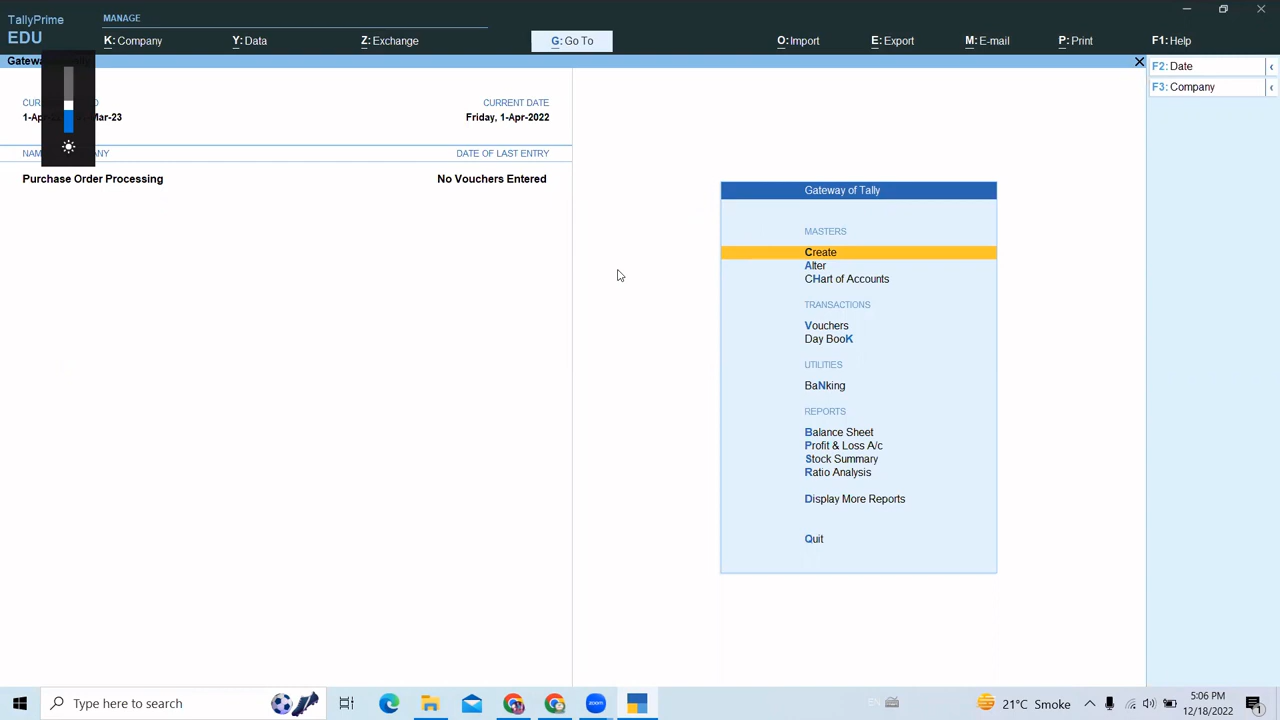 TallyPrime
EDU
MANAGE
K: Company
Y: Data
Z: Exchange
G: Go To
O: Import
E: Export
M: E-mail
P: Print
F1: Help
F2: Date
F3: Company
CURRENT DATE
Friday, 1-Apr-2022
DATE OF LAST ENTRY
Purchase Order Processing
No Vouchers Entered
Gateway of Tally
MASTERS
Create
Alter
CHart of Accounts
TRANSACTIONS
Vouchers
Day BooK
UTILITIES
BaNking
REPORTS
Balance Sheet
Profit & Loss A/c
Stock Summary
Ratio Analysis
Display More Reports
Quit
Type here to search
zoom
EN
21°C Smoke
5:06 PM
12/18/2022
1